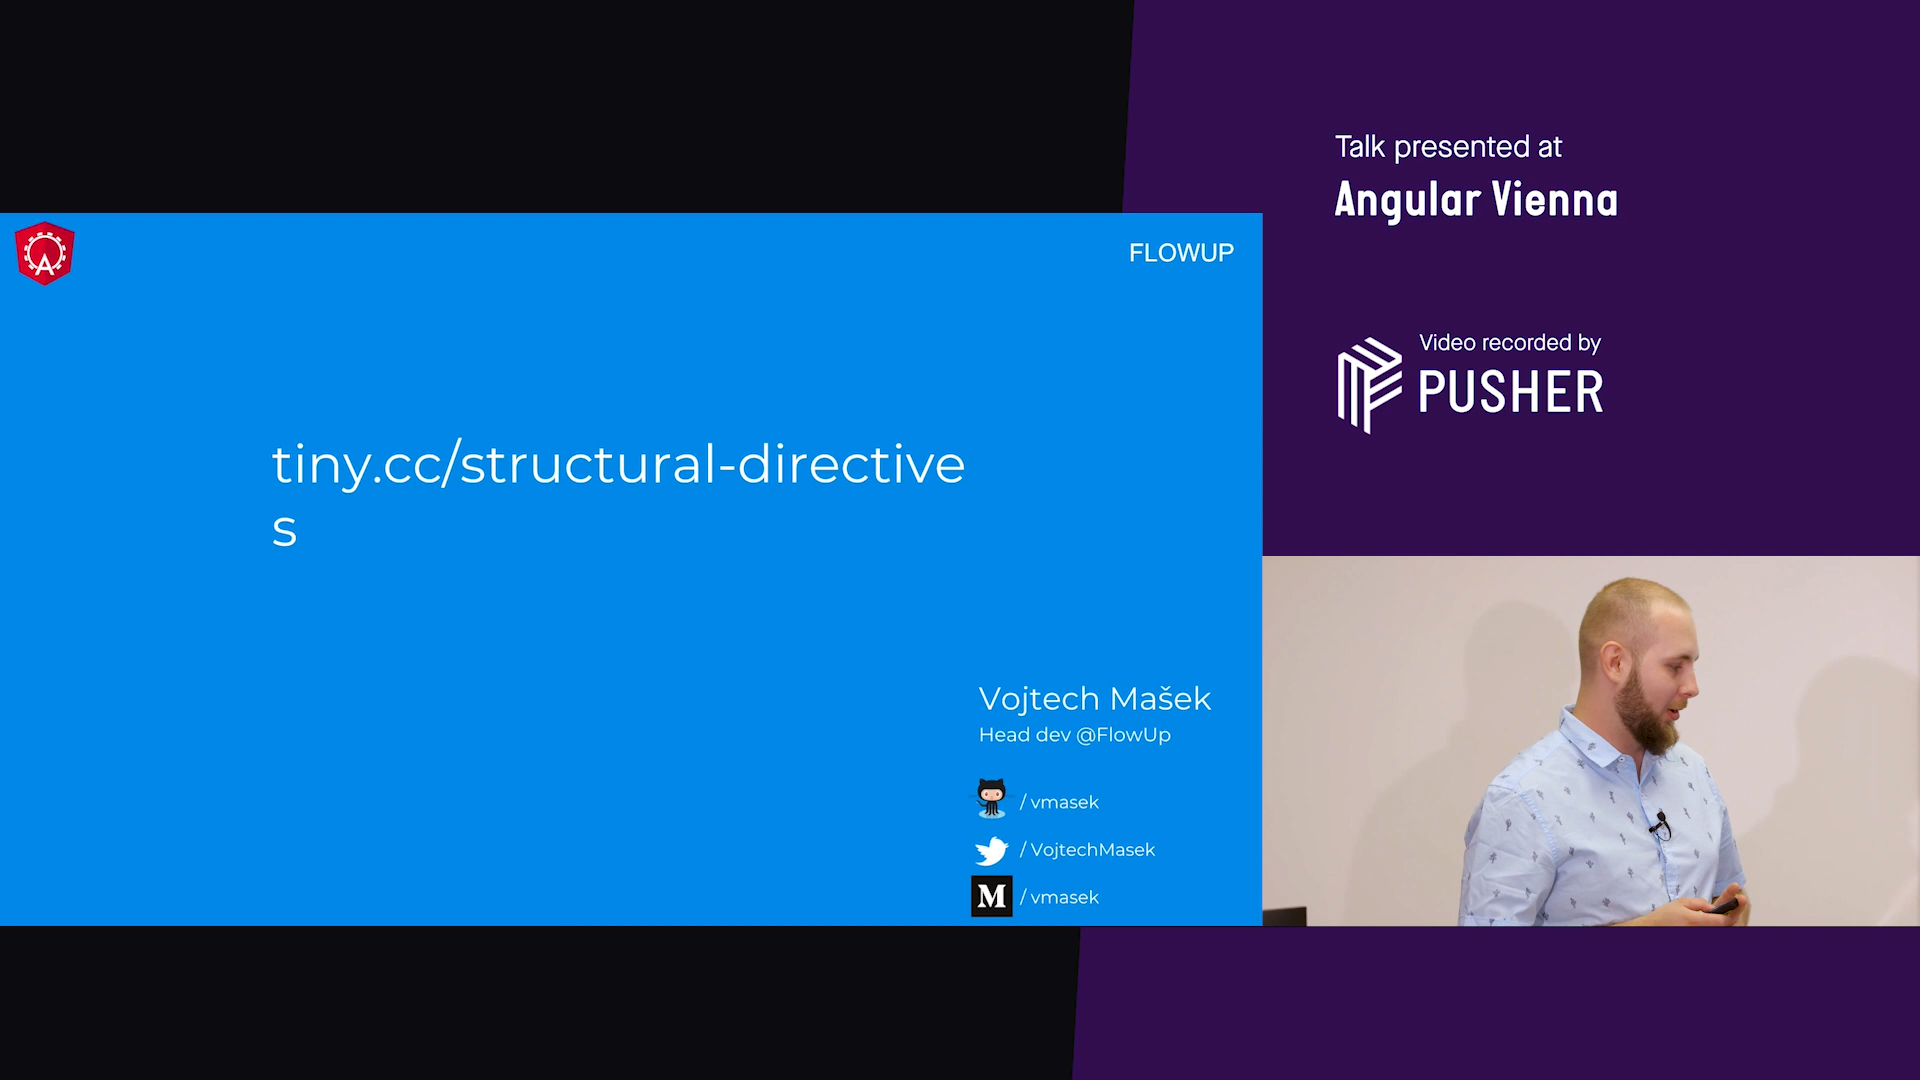 FLOWUP
tiny.cc/structural-directive
s
Vojtech Mašek
Head dev @FlowUp
/ vmasek
/ VojtechMasek
M / vmasek
Talk presented at
Angular Vienna
Video recorded by
PUSHER